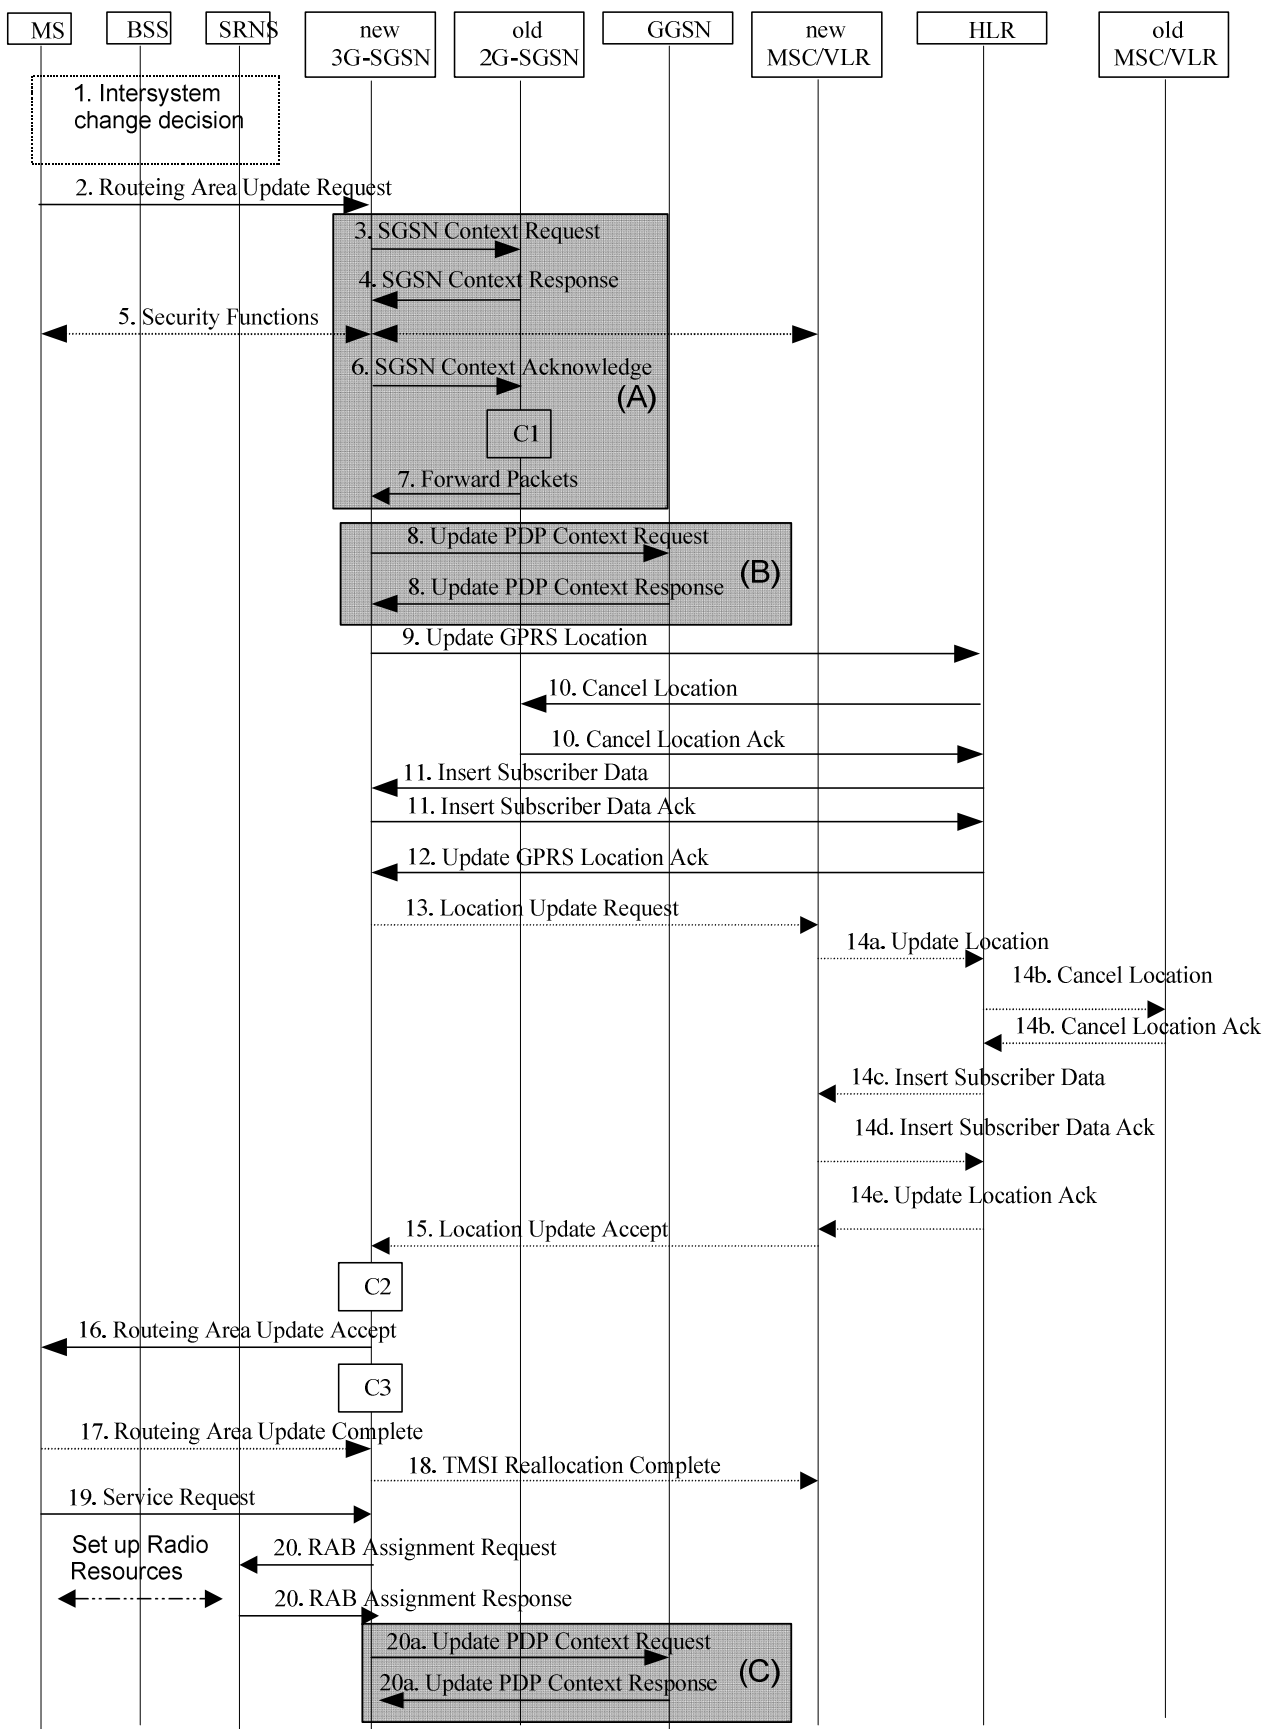 MS BSS SRNS new old GGSN new HLR old
3G-SGSN 2G-SGSN MSC/VLR MSC/VLR
1. Intersystem
change decision
2. Routeing Area Update Request
3. SGSN Context Request
4. SGSN Context Response
5. Security Functions
6. SGSN Context Acknowledge
(A)
C1
7. Forward Packets
8. Update PDP Context Request
(B)
8. Update PDP Context Response
9. Update GPRS Location
10. Cancel Location
10. Cancel Location Ack
11. Insert Subscriber Data
11. Insert Subscriber Data Ack
12. Update GPRS Location Ack
13. Location Update Request
14a. Update Location
14b. Cancel Location
14b. Cancel Location Ack
14c. Insert Subscriber Data
14d. Insert Subscriber Data Ack
14e. Update Location Ack
15. Location Update Accept
C2
16. Routeing Area Update Accept
C3
17. Routeing Area Update Complete
18. TMSI Reallocation Complete
19. Service Request
Set up Radio
Resources
20. RAB Assignment Request
20. RAB Assignment Response
20a. Update PDP Context Request
(C)
20a. Update PDP Context Response